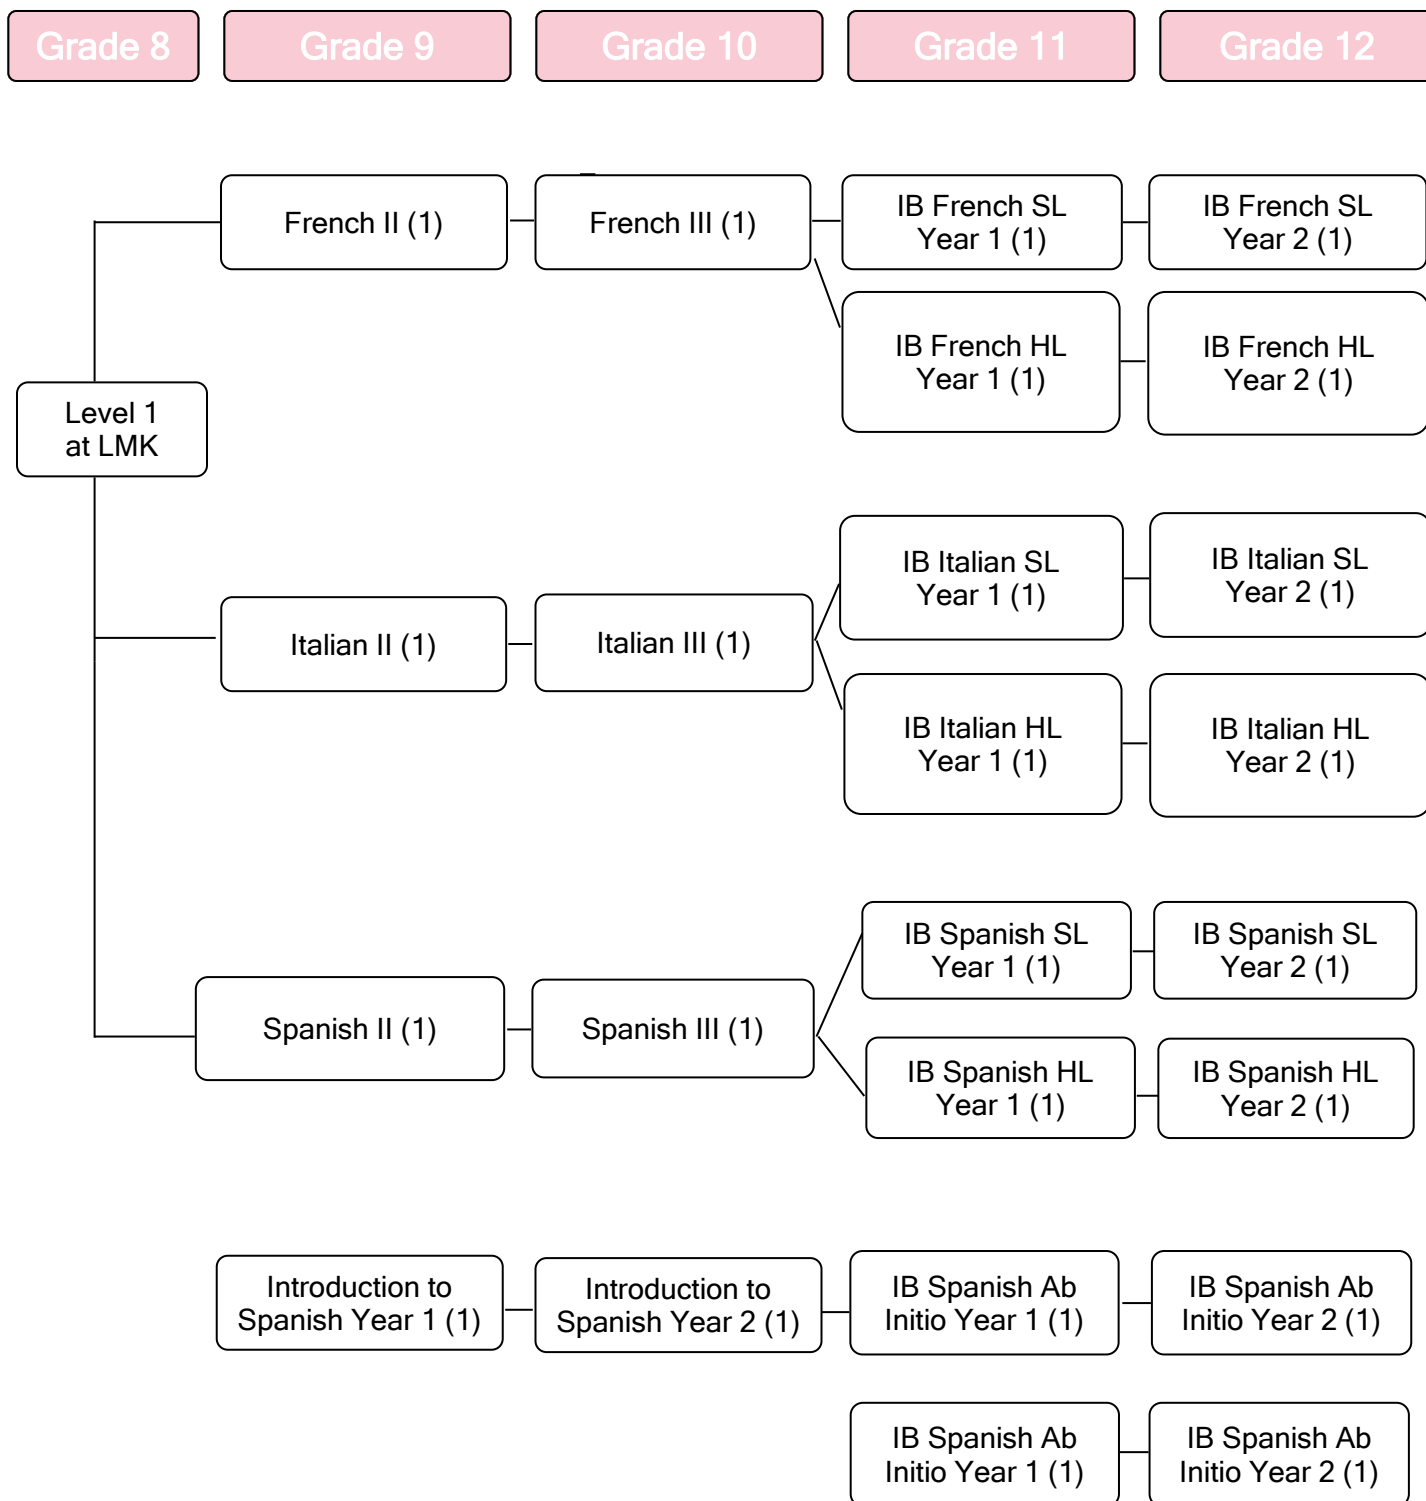 Grade 8
Grade 9
Grade 10
Grade 11
Grade 12
French II (1)
French III (1)
IB French SL
Year 1 (1)
IB French SL
Year 2 (1)
IB French HL
Year 1 (1)
IB French HL
Year 2 (1)
Level 1
at LMK
Italian II (1)
Italian III (1)
IB Italian SL
Year 1 (1)
IB Italian SL
Year 2 (1)
IB Italian HL
Year 1 (1)
IB Italian HL
Year 2 (1)
Spanish II (1)
Spanish III (1)
IB Spanish SL
Year 1 (1)
IB Spanish SL
Year 2 (1)
IB Spanish HL
Year 1 (1)
IB Spanish HL
Year 2 (1)
Introduction to
Spanish Year 1 (1)
Introduction to
Spanish Year 2 (1)
IB Spanish Ab
Initio Year 1 (1)
IB Spanish Ab
Initio Year 2 (1)
IB Spanish Ab
Initio Year 1 (1)
IB Spanish Ab
Initio Year 2 (1)